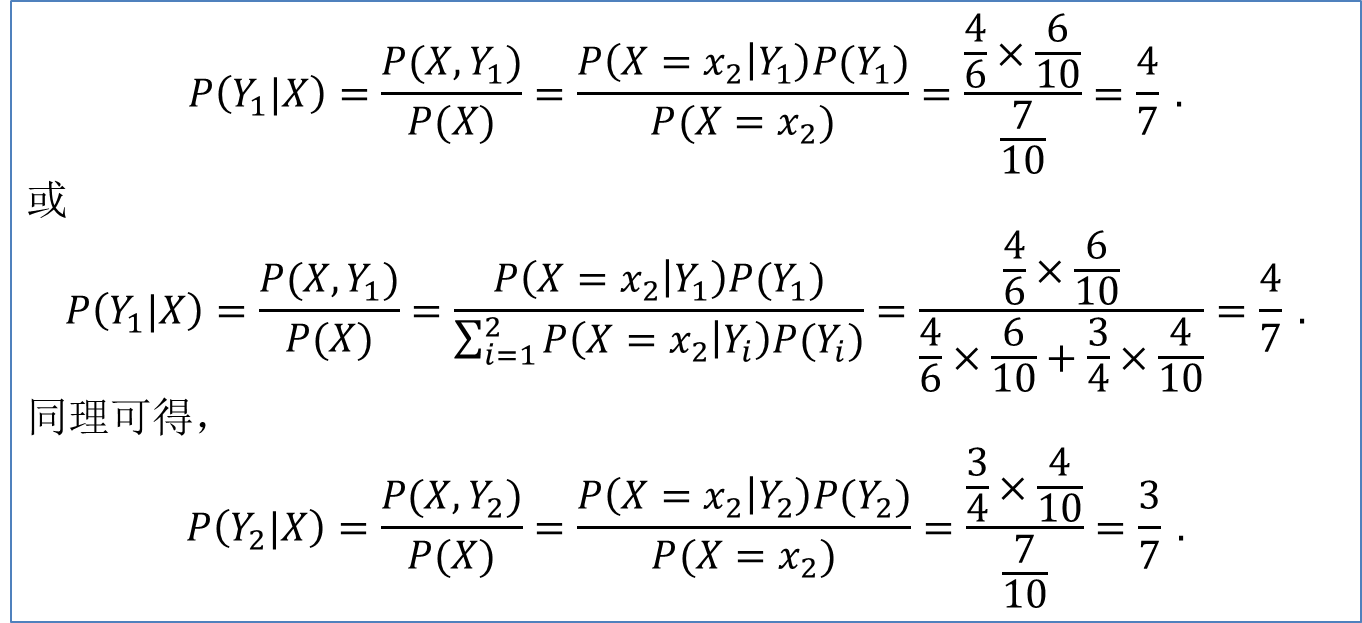 P(Y₁|X) = P(X, Y₁) / P(X) = P(X = x₂|Y₁)P(Y₁) / P(X = x₂) = (4/6 × 6/10) / (7/10) = 4/7 .
或
P(Y₁|X) = P(X, Y₁) / P(X) = P(X = x₂|Y₁)P(Y₁) / ∑²ᵢ₌₁ P(X = x₂|Yᵢ)P(Yᵢ) = (4/6 × 6/10) / (4/6 × 6/10 + 3/4 × 4/10) = 4/7 .
同理可得，
P(Y₂|X) = P(X, Y₂) / P(X) = P(X = x₂|Y₂)P(Y₂) / P(X = x₂) = (3/4 × 4/10) / (7/10) = 3/7 .